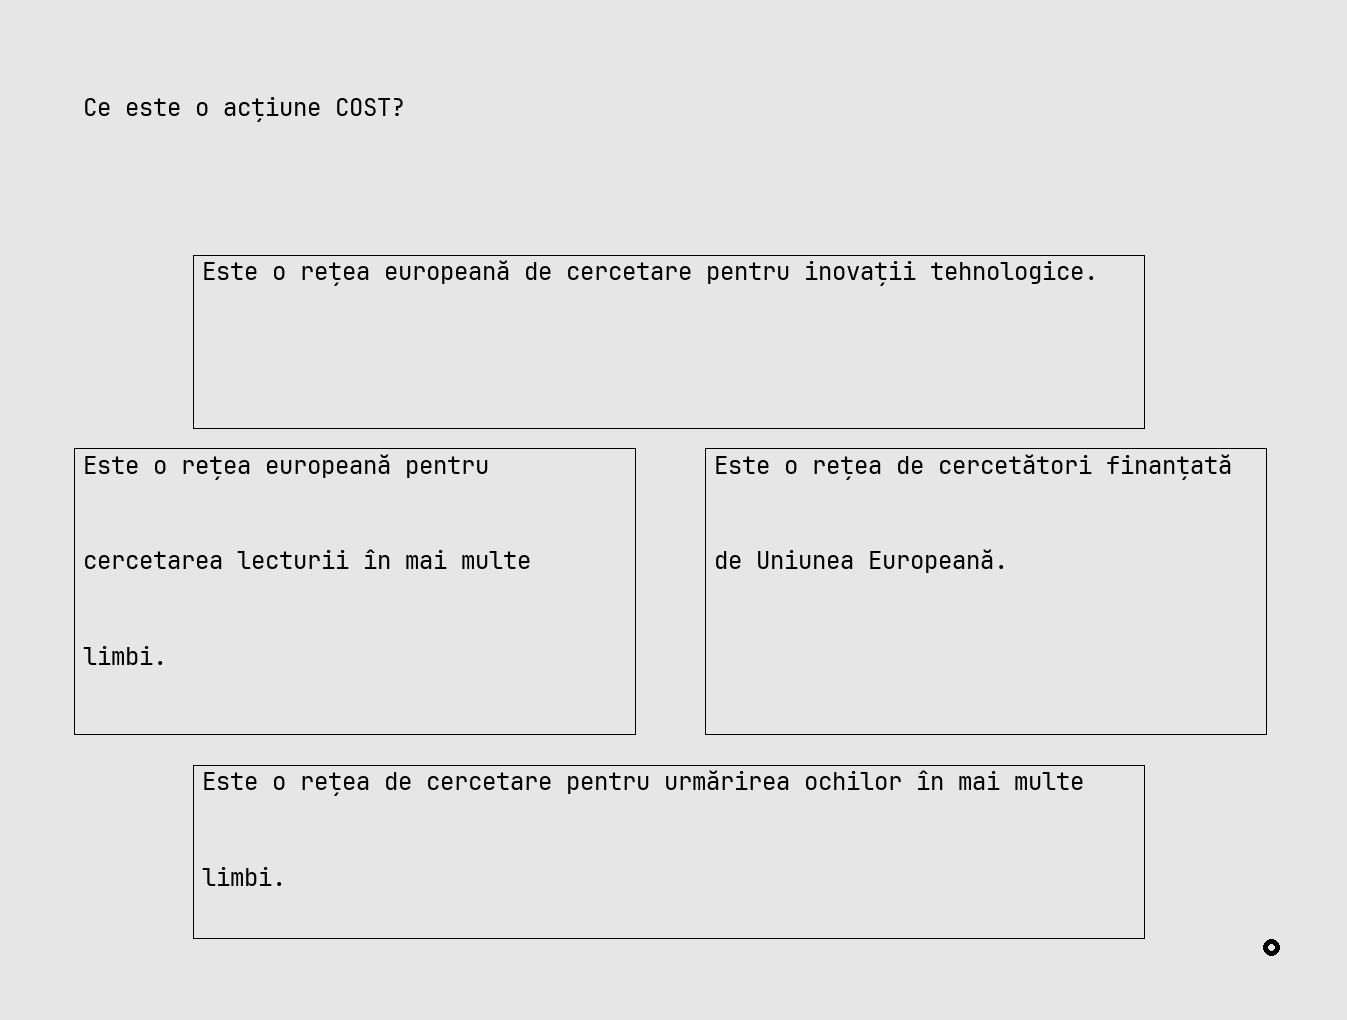 Ce este o acțiune COST?
Este o rețea europeană de cercetare pentru inovații tehnologice.
Este o rețea europeană pentru
cercetarea lecturii în mai multe
limbi.
Este o rețea de cercetători finanțată
de Uniunea Europeană.
Este o rețea de cercetare pentru urmărirea ochilor în mai multe
limbi.